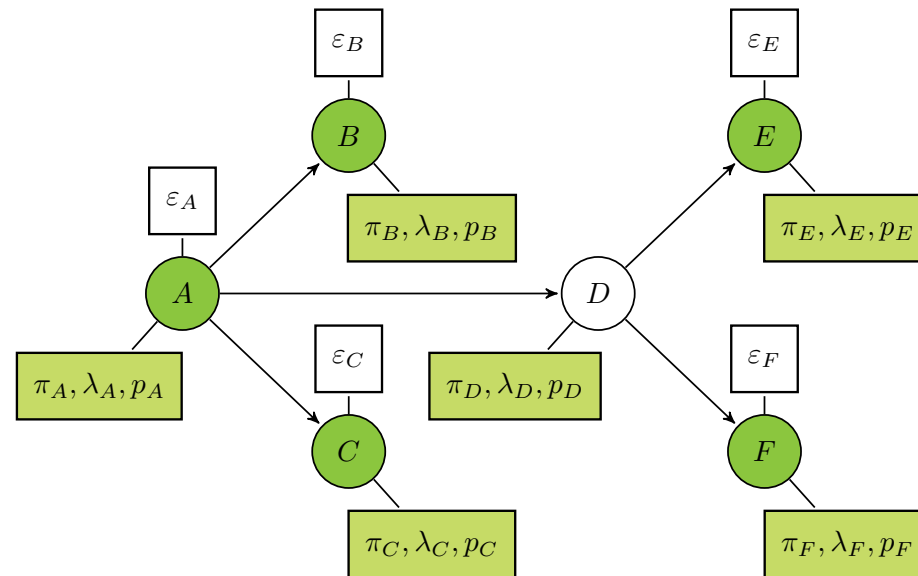 ε_B
ε_E
B
E
ε_A
π_B, λ_B, p_B
π_E, λ_E, p_E
A
D
ε_C
ε_F
π_A, λ_A, p_A
π_D, λ_D, p_D
C
F
π_C, λ_C, p_C
π_F, λ_F, p_F